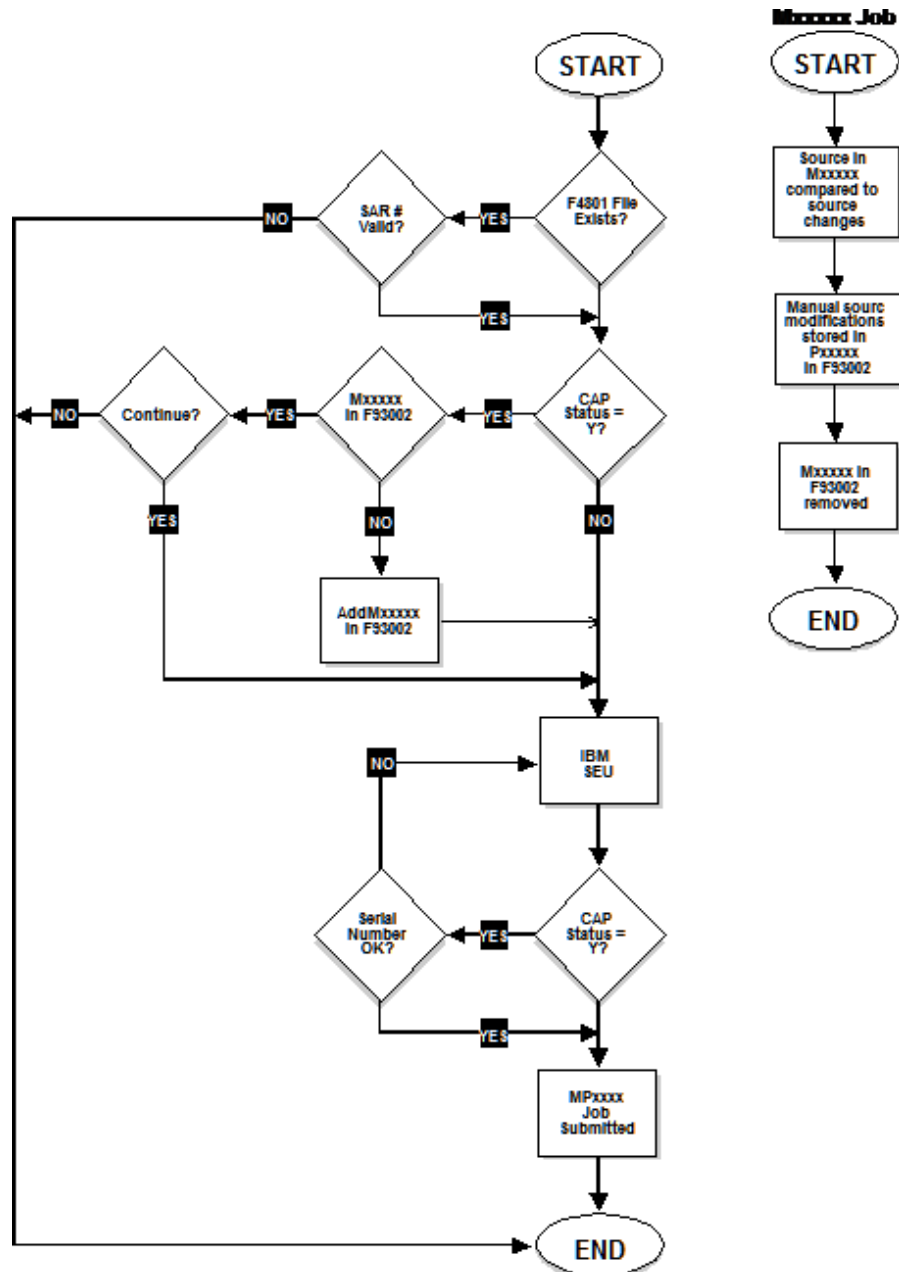 Mxxxxx Job
START
START
F4801 File
Exists?
YES
SAR #
Valid?
NO
YES
CAP
Status =
Y?
YES
Mxxxxx
in F93002
YES
Continue?
NO
YES
NO
NO
AddMxxxxx
in F93002
IBM
SEU
NO
CAP
Status =
Y?
YES
Serial
Number
OK?
YES
MPxxxx
Job
Submitted
END
Source in
Mxxxxx
compared to
source
changes
Manual sourc
modifications
stored in
Pxxxxx
in F93002
Mxxxxx in
F93002
removed
END